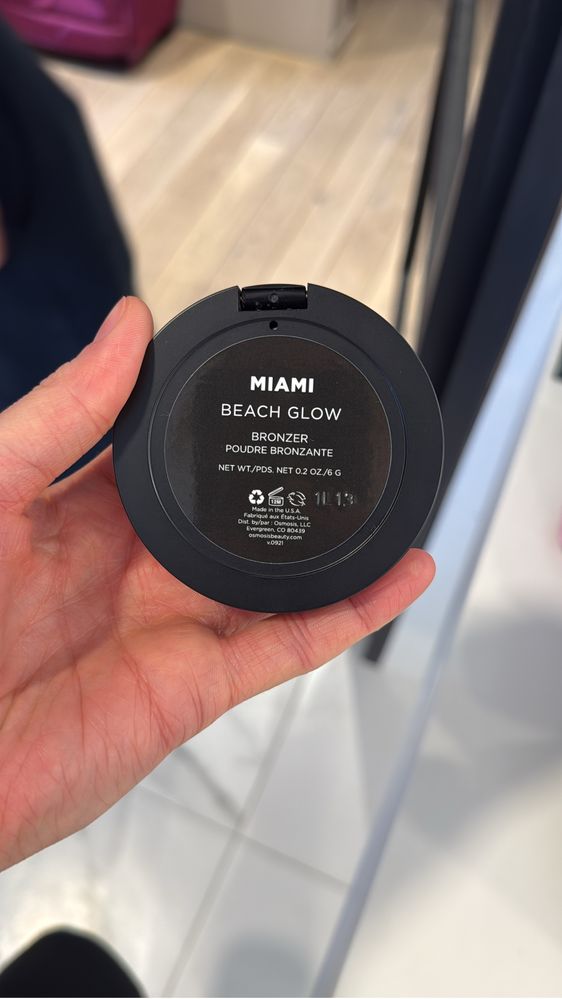 MIAMI
BEACH GLOW
BRONZER
POUDRE BRONZANTE
NET WT./PDS. NET 0.2 OZ./6 G
12M
Made in the U.S.A.
Fabriqué aux États-Unis
Dist. by/par : Osmosis, LLC
Evergreen, CO 80439
osmosisbeauty.com
v.0921